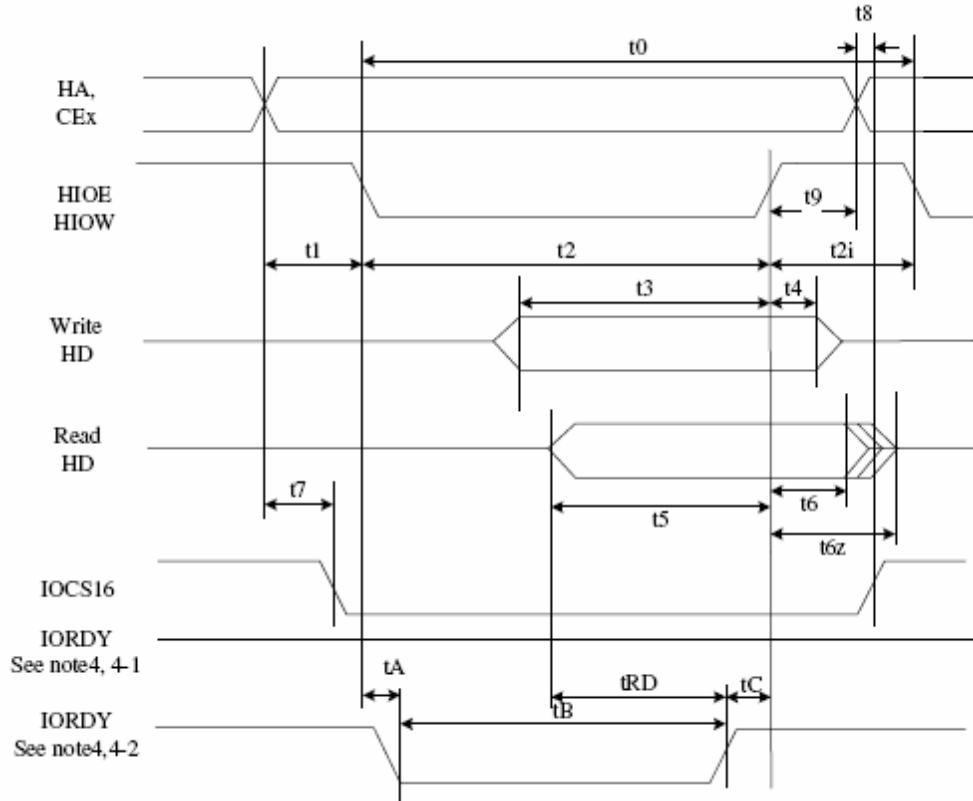 t8
t0
HA,
CEx
HIOE
HIOW
t9
t1
t2
t2i
t3
t4
Write
HD
Read
HD
t7
t6
t5
t6z
IOCS16
IORDY
See note4, 4-1
tA
tRD
tC
tB
IORDY
See note4,4-2